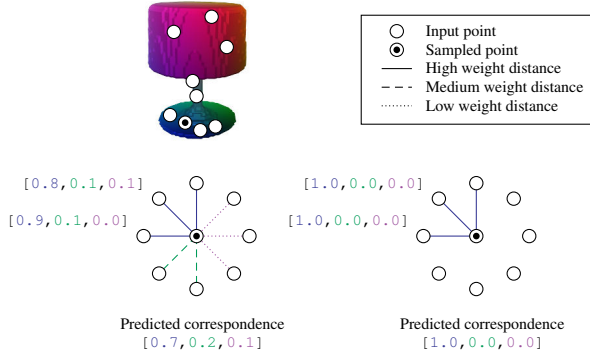 Input point
Sampled point
High weight distance
Medium weight distance
Low weight distance
[0.8,0.1,0.1]
[0.9,0.1,0.0]
[1.0,0.0,0.0]
[1.0,0.0,0.0]
Predicted correspondence
[0.7,0.2,0.1]
Predicted correspondence
[1.0,0.0,0.0]